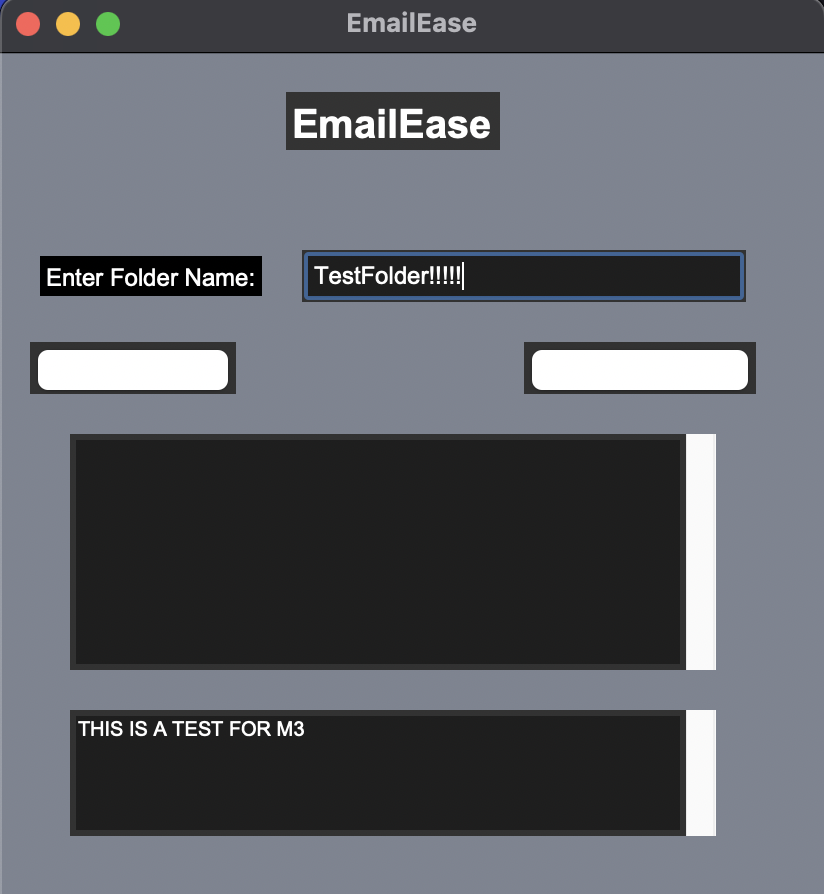 EmailEase
EmailEase
Enter Folder Name: TestFolder!!!!!
THIS IS A TEST FOR M3